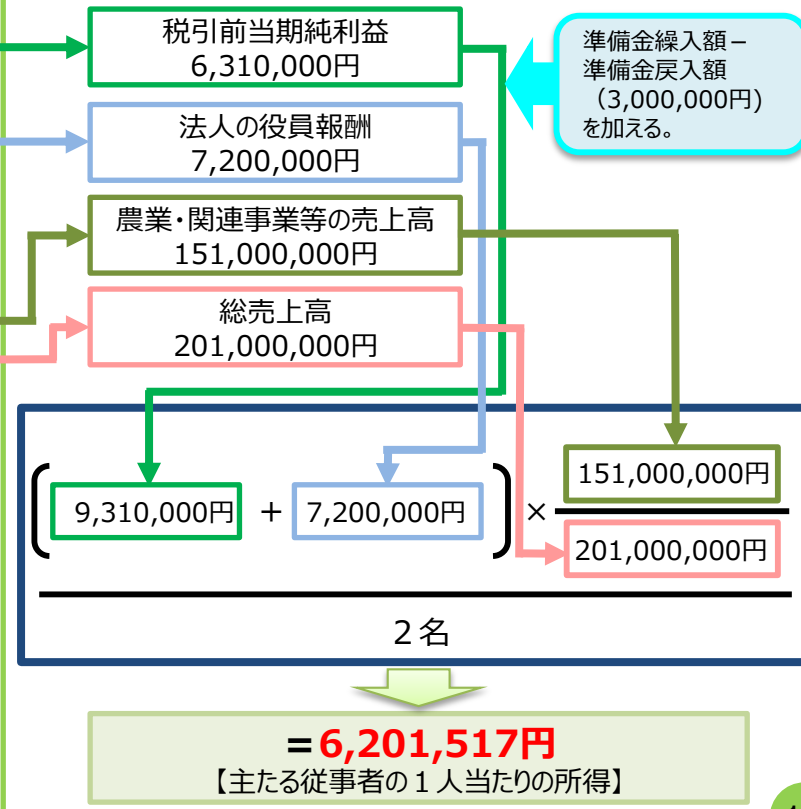 税引前当期純利益
6,310,000円
準備金繰入額－
準備金戻入額
（3,000,000円)
を加える。
法人の役員報酬
7,200,000円
農業・関連事業等の売上高
151,000,000円
総売上高
201,000,000円
9,310,000円 + 7,200,000円 × 151,000,000円
201,000,000円
２名
＝6,201,517円
【主たる従事者の１人当たりの所得】